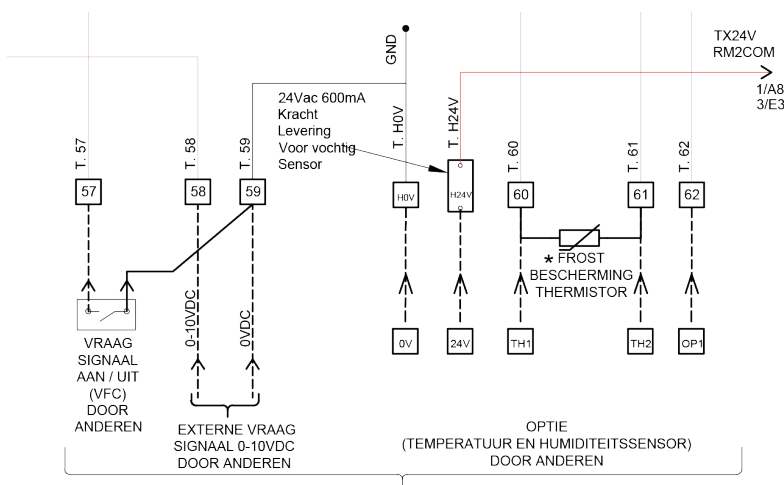 TX24V
RM2COM
1/A8
3/E3
GND
24Vac 600mA
Kracht
Levering
Voor vochtig
Sensor
T. 57
T. 58
T. 59
T. H0V
T. H24V
T. 60
T. 61
T. 62
57
58
59
H0V
H24V
60
61
62
* FROST
BESCHERMING
THERMISTOR
0-10VDC
0VDC
0V
24V
TH1
TH2
OP1
VRAAG
SIGNAAL
AAN / UIT
(VFC)
DOOR
ANDEREN
EXTERNE VRAAG
SIGNAAL 0-10VDC
DOOR ANDEREN
OPTIE
(TEMPERATUUR EN HUMIDITEITSSENSOR)
DOOR ANDEREN